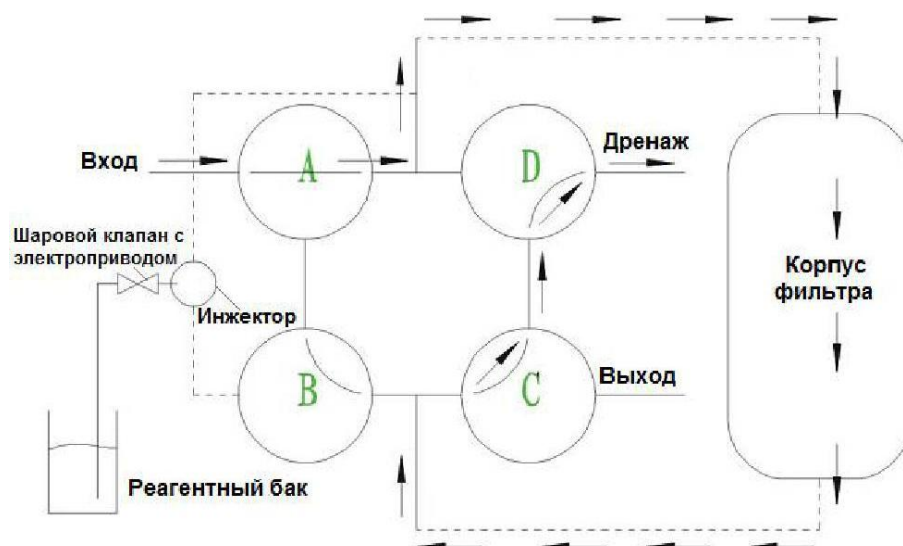 Вход
A
D
Дренаж
Шаровой клапан с
электроприводом
Инжектор
Корпус
фильтра
B
C
Выход
Реагентный бак